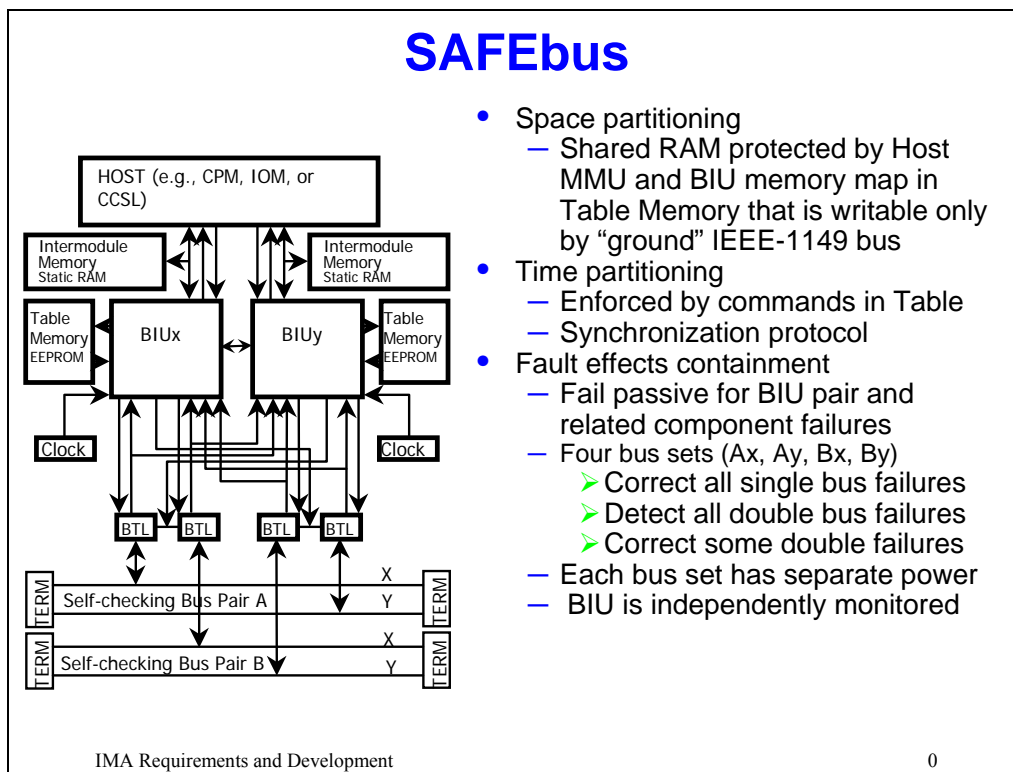 SAFEbus
HOST (e.g., CPM, IOM, or
CCSL)
Intermodule
Memory
Static RAM
Intermodule
Memory
Static RAM
Table
Memory
EEPROM
BIUx
BIUy
Table
Memory
EEPROM
Clock
Clock
BTL
BTL
BTL
BTL
TERM
X
Self-checking Bus Pair A
Y
TERM
TERM
X
Self-checking Bus Pair B
Y
TERM
• Space partitioning
– Shared RAM protected by Host
MMU and BIU memory map in
Table Memory that is writable only
by “ground” IEEE-1149 bus
• Time partitioning
– Enforced by commands in Table
– Synchronization protocol
• Fault effects containment
– Fail passive for BIU pair and
related component failures
– Four bus sets (Ax, Ay, Bx, By)
➢ Correct all single bus failures
➢ Detect all double bus failures
➢ Correct some double failures
– Each bus set has separate power
– BIU is independently monitored
IMA Requirements and Development
0